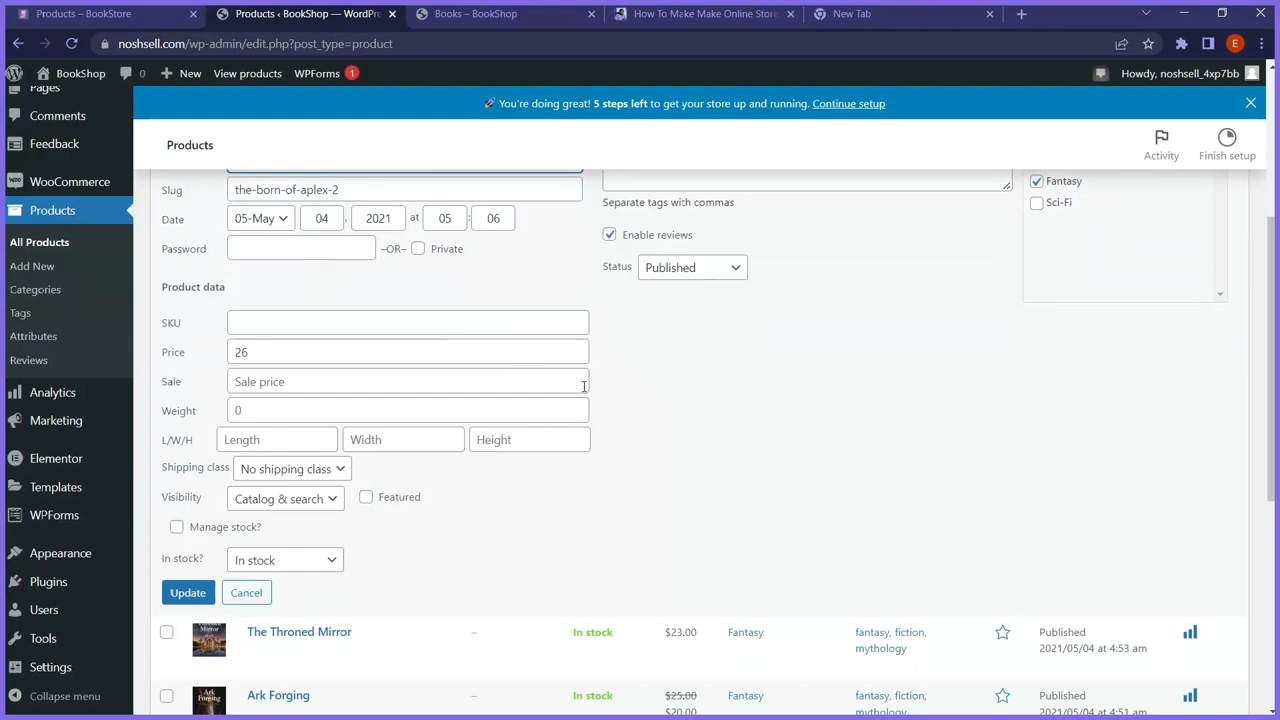 Products – BookStore
Products ‹ BookShop — WordPre
Books – BookShop
How To Make Make Online Store
New Tab
noshsell.com/wp-admin/edit.php?post_type=product
E
BookShop
0
New
View products
WPForms 1
Howdy, noshsell_4xp7bb
Pages
Comments
Feedback
WooCommerce
Products
All Products
Add New
Categories
Tags
Attributes
Reviews
Analytics
Marketing
Elementor
Templates
WPForms
Appearance
Plugins
Users
Tools
Settings
Collapse menu
You're doing great! 5 steps left to get your store up and running. Continue setup
Products
Activity
Finish setup
Slug the-born-of-aplex-2
Date 05-May 04 , 2021 at 05 : 06
Password –OR– Private
Separate tags with commas
Enable reviews
Status Published
Fantasy
Sci-Fi
Product data
SKU
Price 26
Sale Sale price
Weight 0
L/W/H Length Width Height
Shipping class No shipping class
Visibility Catalog & search Featured
Manage stock?
In stock? In stock
Update Cancel
The Throned Mirror – In stock $23.00 Fantasy fantasy, fiction, Published
mythology 2021/05/04 at 4:53 am
Ark Forging – In stock $25.00 Fantasy fantasy, fiction, Published
$20.00 mythology 2021/05/04 at 4:51 am